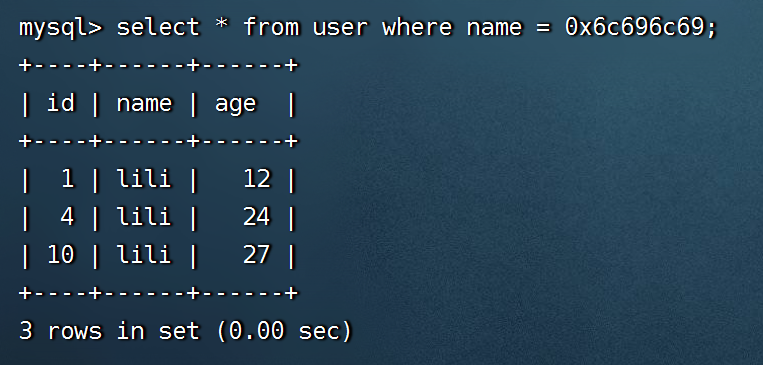 mysql> select * from user where name = 0x6c696c69;
+----+------+------+
| id | name | age  |
+----+------+------+
|  1 | lili |   12 |
|  4 | lili |   24 |
| 10 | lili |   27 |
+----+------+------+
3 rows in set (0.00 sec)